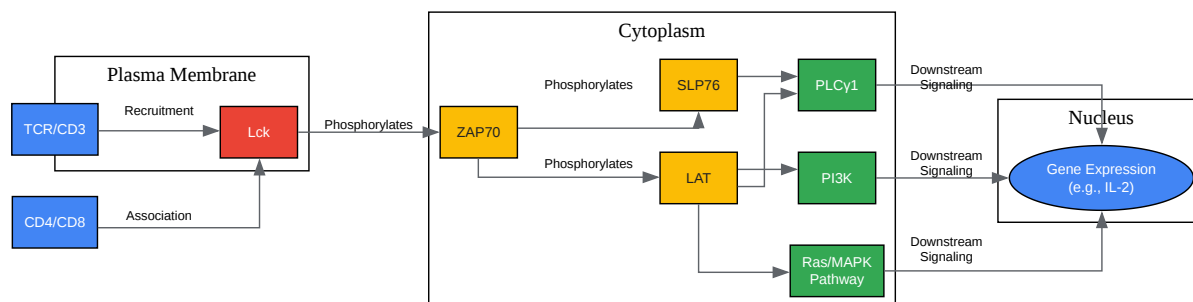 Cytoplasm
Plasma Membrane
Nucleus
TCR/CD3
Recruitment
Lck
Phosphorylates
ZAP70
Phosphorylates
SLP76
PLCγ1
Downstream
Signaling
CD4/CD8
Association
Phosphorylates
LAT
PI3K
Downstream
Signaling
Gene Expression
(e.g., IL-2)
Ras/MAPK
Pathway
Downstream
Signaling